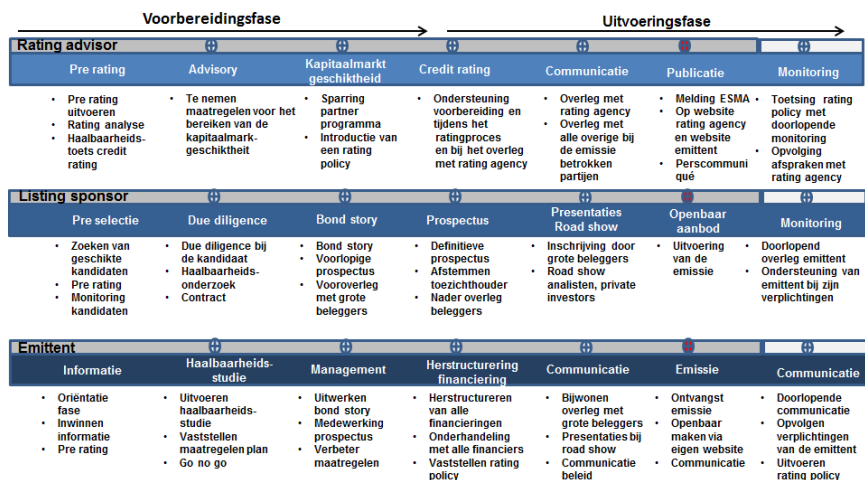 Voorbereidingsfase
Uitvoeringsfase
Rating advisor
Pre rating
Advisory
Kapitaalmarkt
geschiktheid
Credit rating
Communicatie
Publicatie
Monitoring
• Pre rating
uitvoeren
• Rating analyse
• Haalbaarheids-
toets credit
rating
• Te nemen
maatregelen voor het
bereiken van de
kapitaalmark-
geschiktheid
• Sparring
partner
programma
• Introductie van
een rating
policy
• Ondersteuning
voorbereiding en
tijdens het
ratingproces
en bij het overleg
met rating agency
• Overleg met
rating agency
• Overleg met
alle overige bij
de emissie
betrokken
partijen
• Melding ESMA
• Op website
rating agency
en website
emittent
• Perscommuni
qué
• Toetsing rating
policy met
doorlopende
monitoring
• Opvolging
afspraken met
rating agency
Listing sponsor
Pre selectie
Due diligence
Bond story
Prospectus
Presentaties
Road show
Openbaar
aanbod
Monitoring
• Zoeken van
geschikte
kandidaten
• Pre rating
• Monitoring
kandidaten
• Due diligence bij
de kandidaat
• Haalbaarheids-
onderzoek
• Contract
• Bond story
• Voorlopige
prospectus
• Vooroverleg
met grote
beleggers
• Definitieve
prospectus
• Afstemmen
toezichthouder
• Nader overleg
beleggers
• Inschrijving door
grote beleggers
• Road show
analisten, private
investors
• Uitvoering
van de
emissie
• Doorlopend
overleg emittent
• Ondersteuning van
emittent bij zijn
verplichtingen
Emittent
Informatie
Haalbaarheids-
studie
Management
Herstructurering
financiering
Communicatie
Emissie
Communicatie
• Oriëntatie
fase
• Inwinnen
informatie
• Pre rating
• Uitvoeren
haalbaarheids-
studie
• Vaststellen
maatregelen plan
• Go no go
• Uitwerken
bond story
• Medewerking
prospectus
• Verbeter
maatregelen
• Herstructureren
van alle
financieringen
• Onderhandeling
met alle financiers
• Vaststellen rating
policy
• Bijwonen
overleg met
grote beleggers
• Presentaties bij
road show
• Communicatie
beleid
• Ontvangst
emissie
• Openbaar
maken via
eigen website
• Communicatie
• Doorlopende
communicatie
• Opvolgen
verplichtingen
van de emittent
• Uitvoeren
rating policy